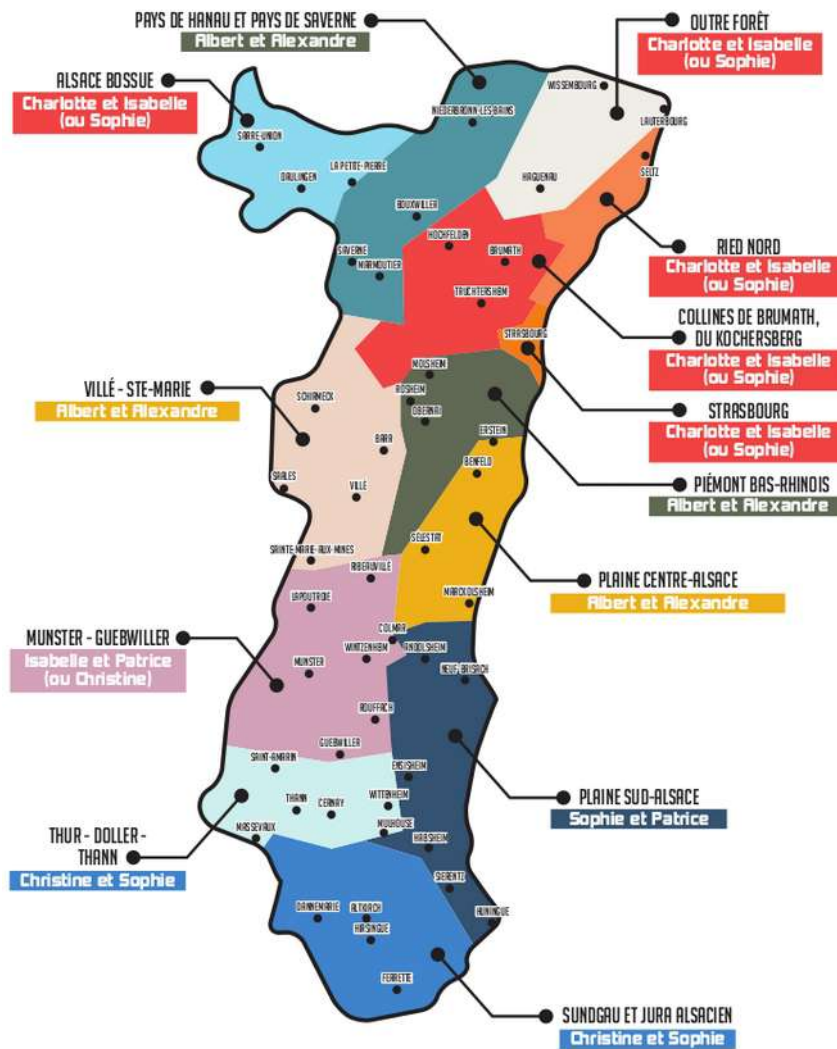 PAYS DE HANAU ET PAYS DE SAVERNE
Albert et Alexandre
OUTRE FORÊT
Charlotte et Isabelle
(ou Sophie)
ALSACE BOSSUE
Charlotte et Isabelle
(ou Sophie)
WISSEMBOURG
NIEDERBRONN-LES-BAINS
LAUTERBOURG
SARRE-UNION
SELTZ
LA PETITE-PIERRE
DRULINGEN
HAGUENAU
BOUXWILLER
HOCHFELDEN
RIED NORD
Charlotte et Isabelle
(ou Sophie)
SAVERNE
BRUMATH
MARMOUTIER
TRUCHTERSHEIM
COLLINES DE BRUMATH,
DU KOCHERSBERG
Charlotte et Isabelle
(ou Sophie)
STRASBOURG
MOLSHEIM
VILLÉ - STE-MARIE
Albert et Alexandre
SCHIRMECK
ROSHEIM
OBERNAI
STRASBOURG
Charlotte et Isabelle
(ou Sophie)
BARR
ERSTEIN
BENFELD
SAALES
VILLÉ
PIÉMONT BAS-RHINOIS
Albert et Alexandre
SÉLESTAT
SAINTE-MARIE-AUX-MINES
RIBEAUVILLE
PLAINE CENTRE-ALSACE
Albert et Alexandre
LAPOUTROIE
MARCKOLSHEIM
COLMAR
MUNSTER - GUEBWILLER
Isabelle et Patrice
(ou Christine)
WINTZENHEIM
ANDOLSHEIM
MUNSTER
NEUF-BRISACH
ROUFFACH
GUEBWILLER
SAINT-AMARIN
ENSISHEIM
PLAINE SUD-ALSACE
Sophie et Patrice
THANN
CERNAY
WITTENHEIM
MASSEVAUX
MULHOUSE
THUR - DOLLER -
THANN
Christine et Sophie
HABSHEIM
SIERENTZ
DANNEMARIE
ALTKIRCH
HUNINGUE
HIRSINGUE
FERRETTE
SUNDGAU ET JURA ALSACIEN
Christine et Sophie